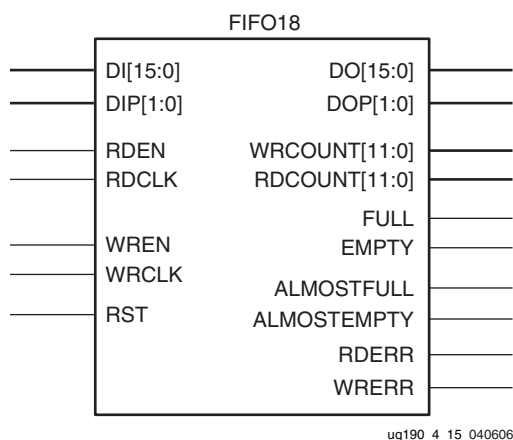 FIFO18
DI[15:0] DO[15:0]
DIP[1:0] DOP[1:0]
RDEN WRCOUNT[11:0]
RDCLK RDCOUNT[11:0]
FULL
WREN EMPTY
WRCLK
ALMOSTFULL
RST ALMOSTEMPTY
RDERR
WRERR
ug190_4_15_040606